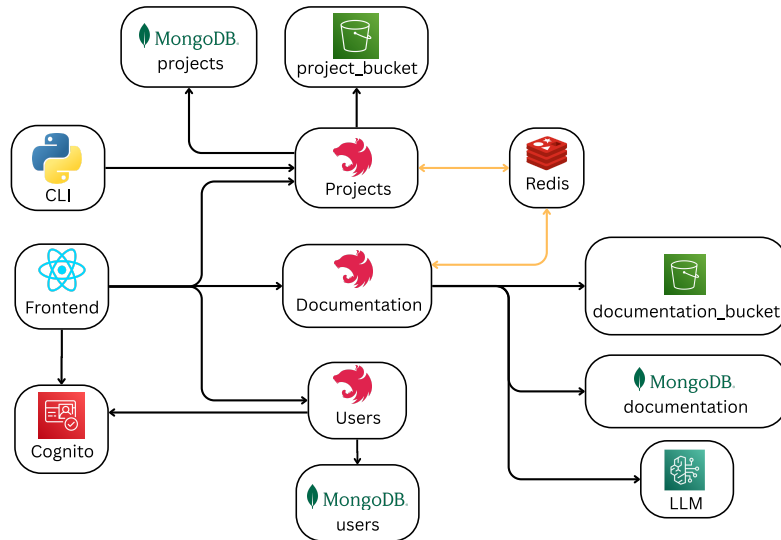 MongoDB.
projects
project_bucket
CLI
Projects
Redis
Frontend
Documentation
documentation_bucket
MongoDB.
documentation
Cognito
Users
LLM
MongoDB.
users